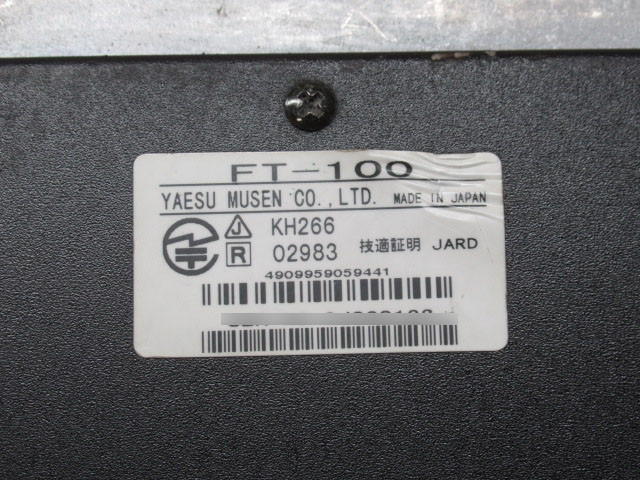 FT-100
YAESU MUSEN CO.,LTD. MADE IN JAPAN
J KH266
R 02983 技適証明 JARD
4909959059441